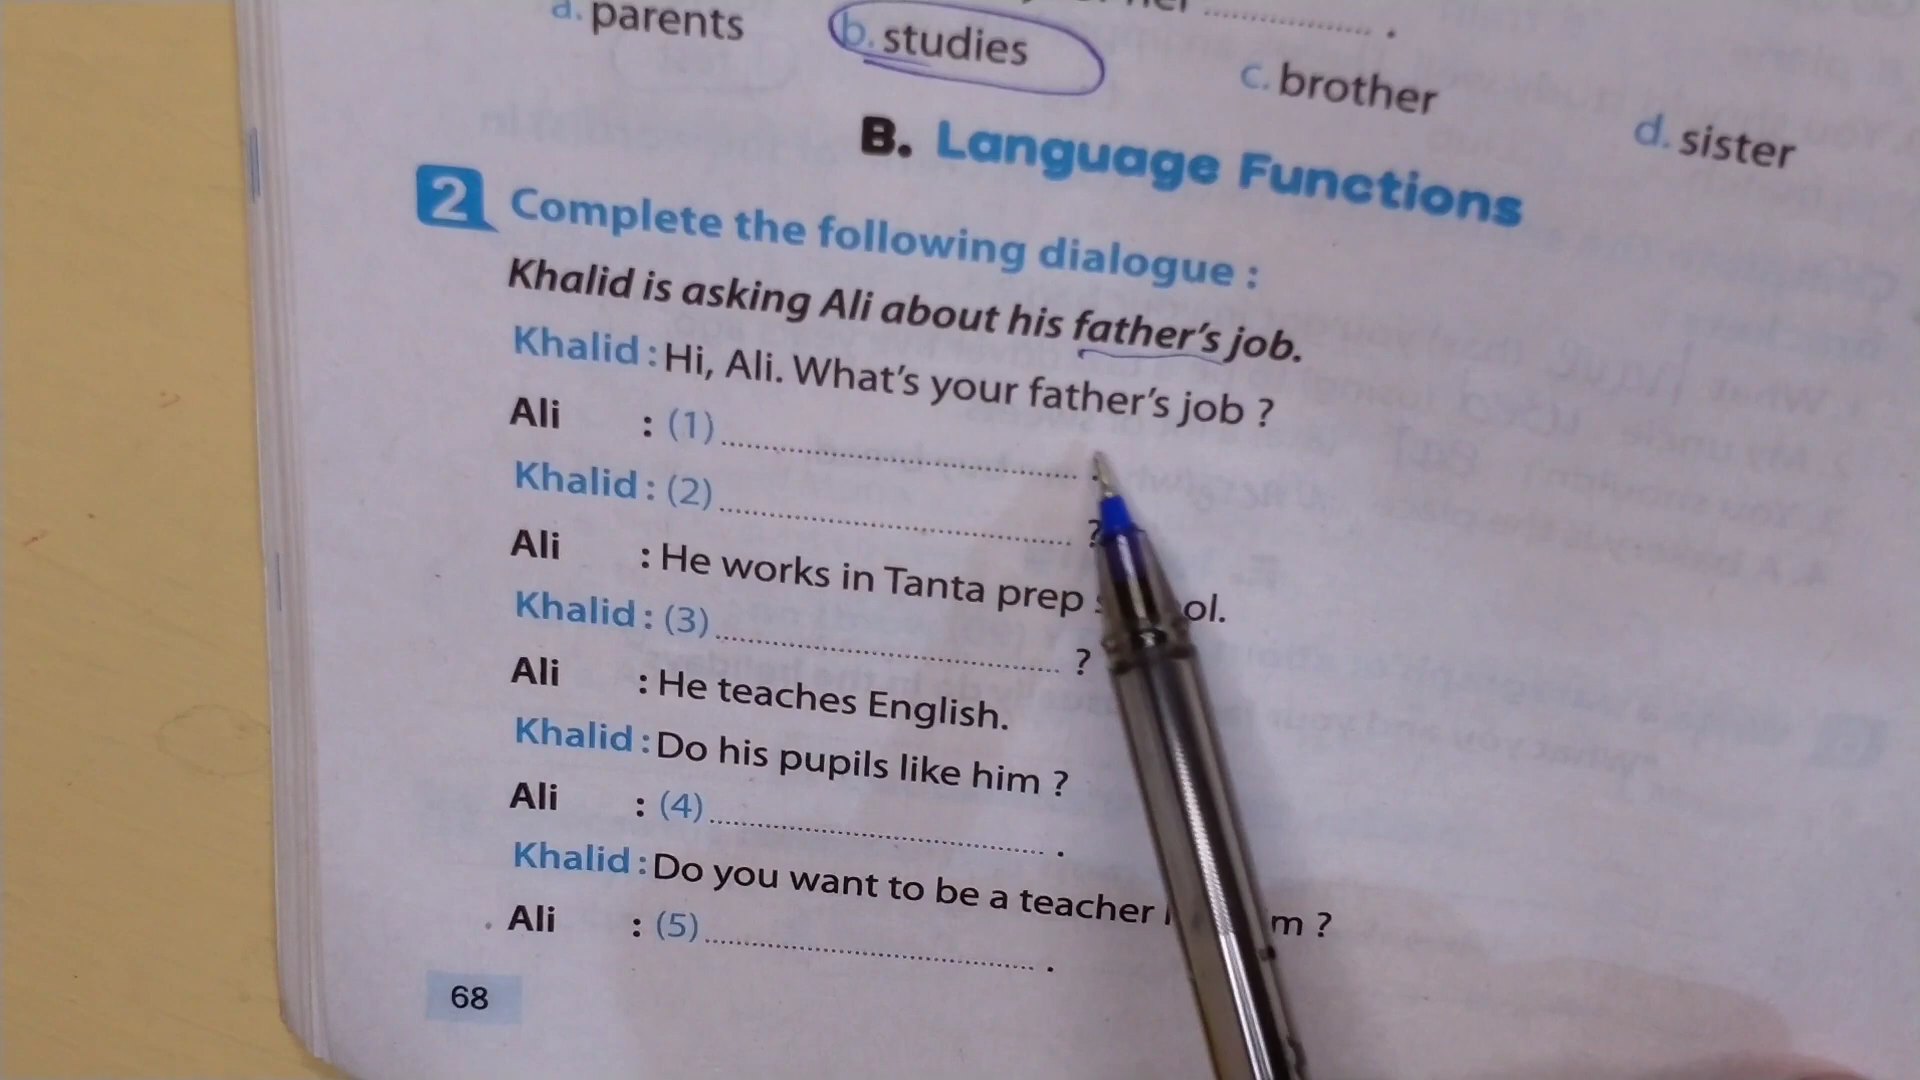 a. parents b. studies c. brother d. sister
B. Language Functions
2 Complete the following dialogue :
Khalid is asking Ali about his father's job.
Khalid : Hi, Ali. What's your father's job ?
Ali : (1) .
Khalid : (2) ?
Ali : He works in Tanta prep
Khalid : (3) ?
Ali : He teaches English.
Khalid : Do his pupils like him ?
Ali : (4) .
Khalid : Do you want to be a teacher
Ali : (5) .
68